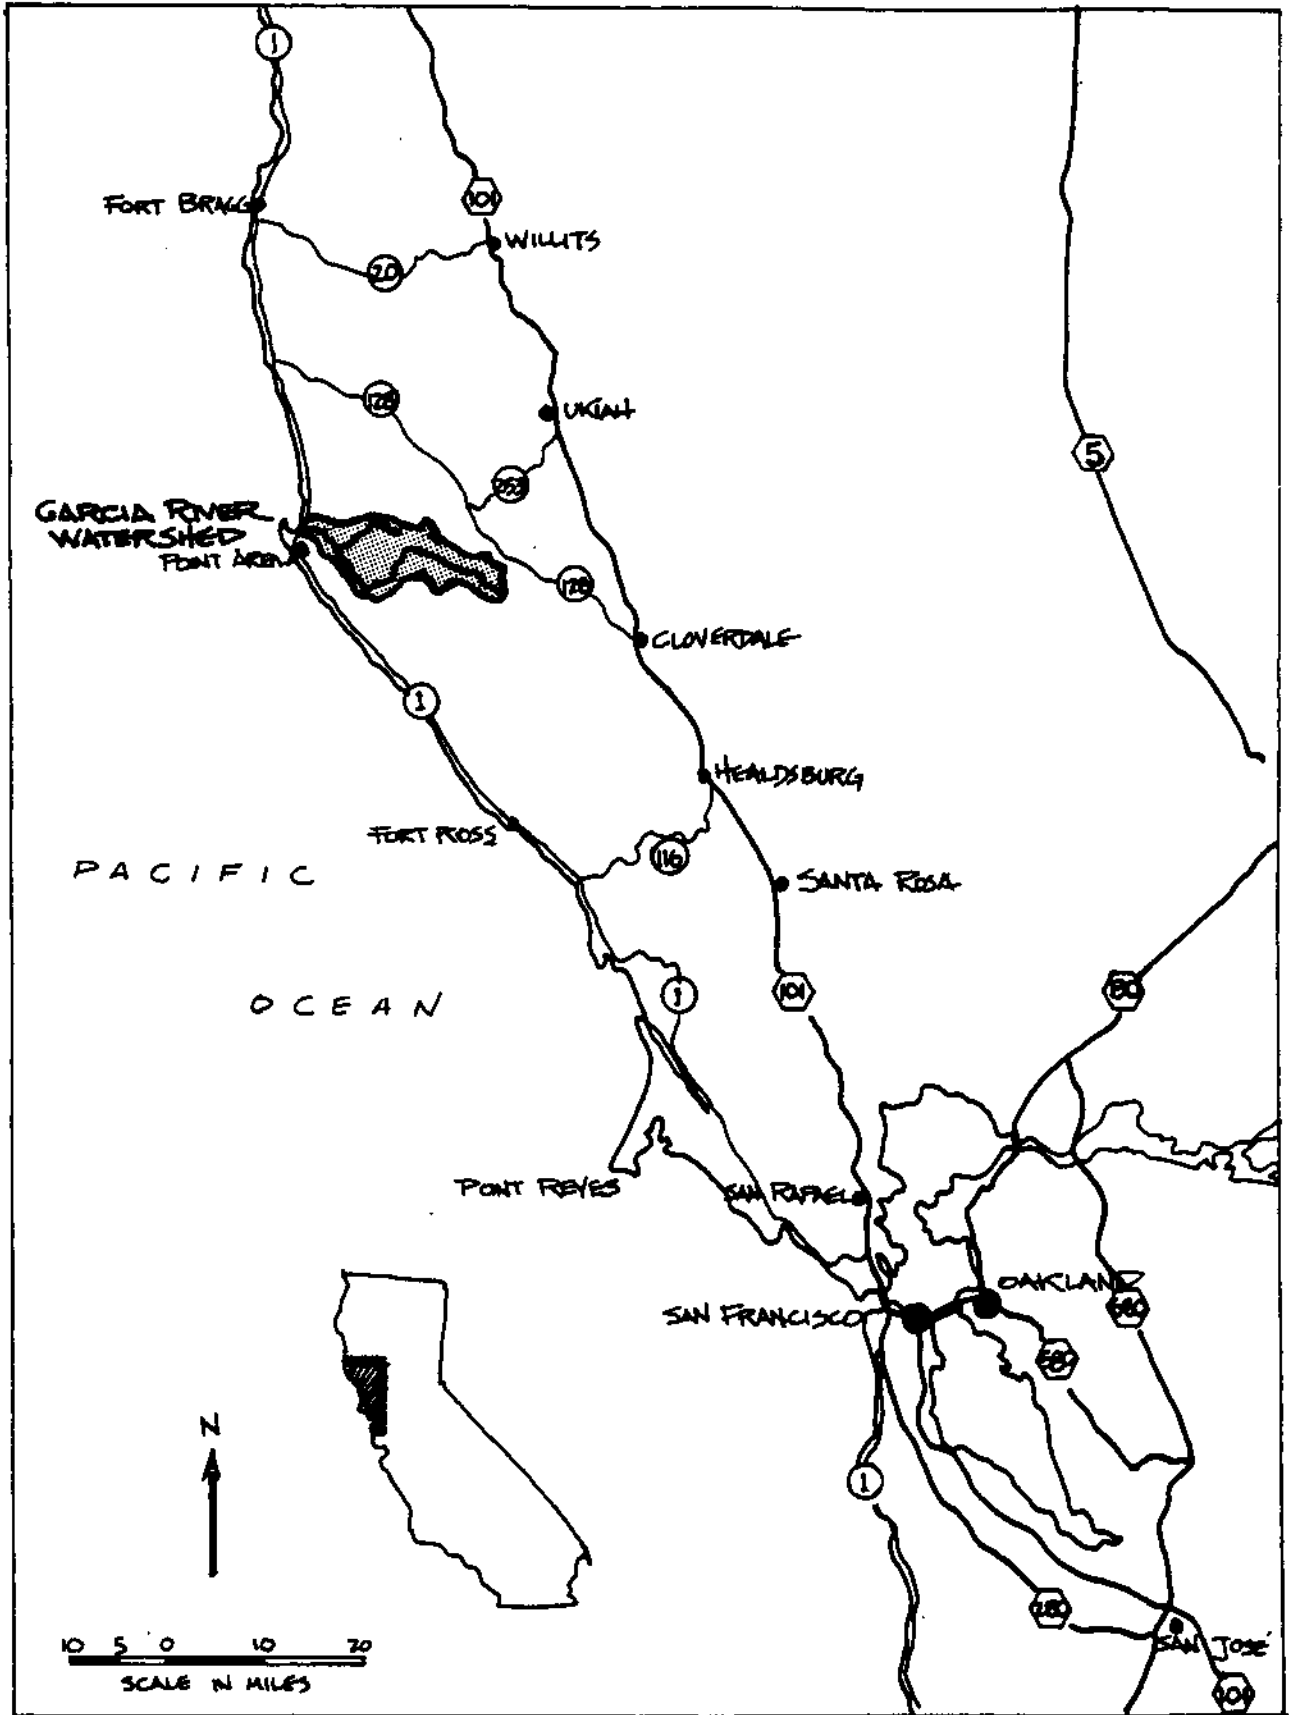 1
101
FORT BRAGG
WILLITS
20
128
UKIAH
5
253
GARCIA RIVER
WATERSHED
POINT ARENA
128
CLOVERDALE
1
HEALDSBURG
FORT ROSS
116
PACIFIC
SANTA ROSA
OCEAN
1
101
80
POINT REYES
SAN RAFAEL
OAKLAND
680
SAN FRANCISCO
580
N
1
280
SAN JOSÉ
101
10 5 0 10 20
SCALE IN MILES